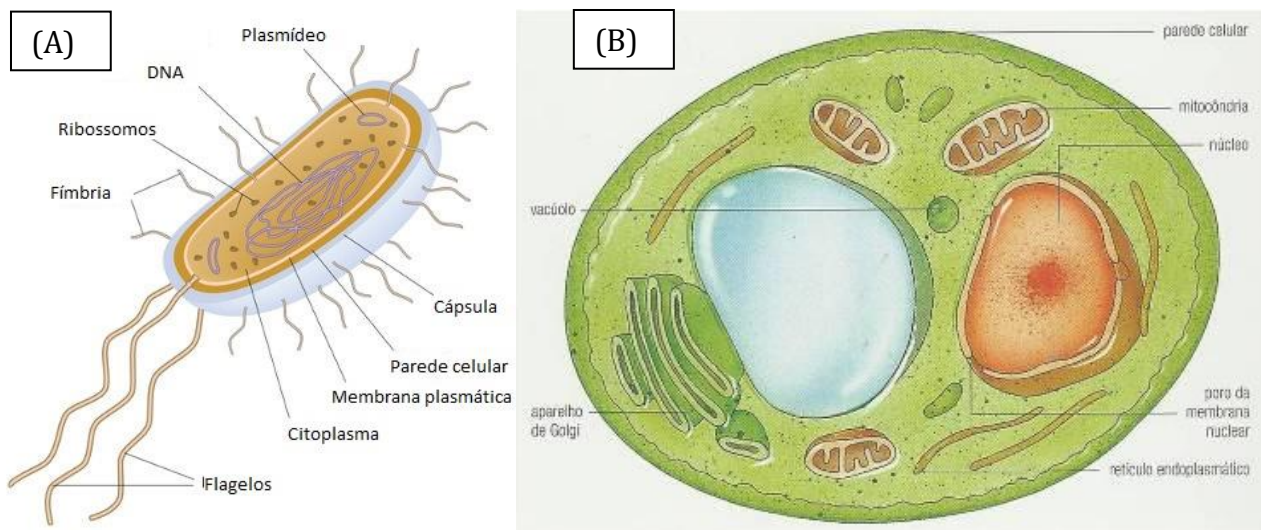 (A)
Plasmídeo
DNA
Ribossomos
Fímbria
Cápsula
Parede celular
Membrana plasmática
Citoplasma
Flagelos
(B)
parede celular
mitocôndria
núcleo
vacúolo
aparelho
de Golgi
poro da
membrana
nuclear
retículo endoplasmático